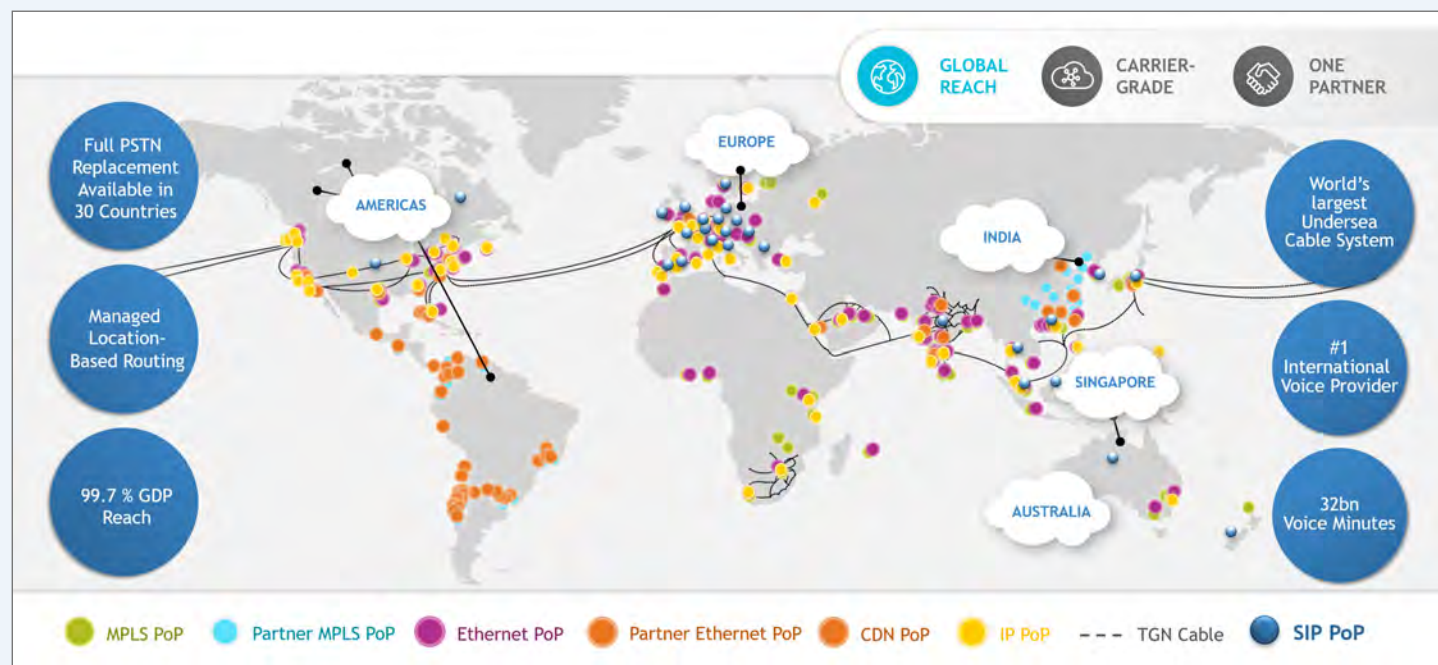 GLOBAL
REACH
CARRIER-
GRADE
ONE
PARTNER
Full PSTN
Replacement
Available in
30 Countries
Managed
Location-
Based Routing
99.7 % GDP
Reach
AMERICAS
EUROPE
INDIA
SINGAPORE
AUSTRALIA
World's
largest
Undersea
Cable System
#1
International
Voice Provider
32bn
Voice Minutes
MPLS PoP
Partner MPLS PoP
Ethernet PoP
Partner Ethernet PoP
CDN PoP
IP PoP
TGN Cable
SIP PoP